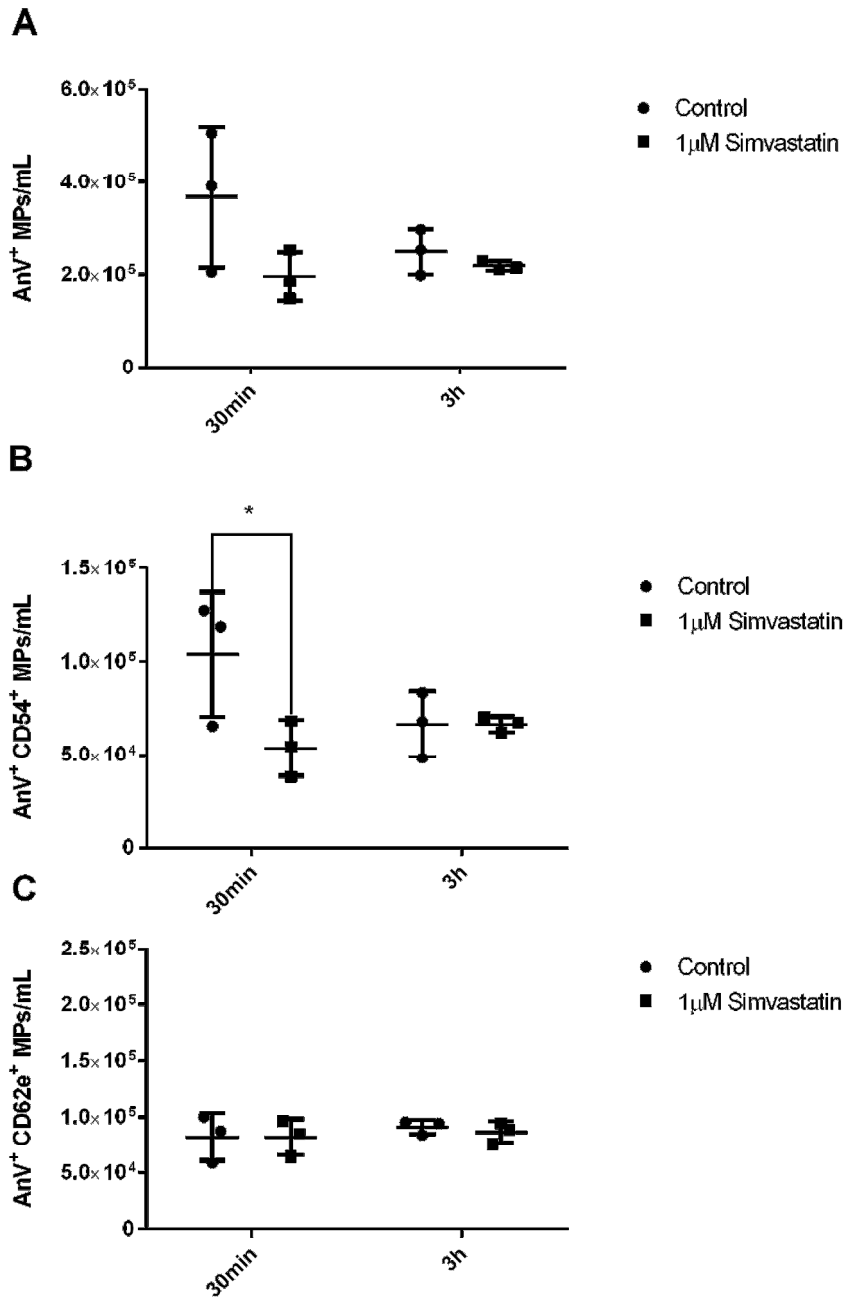 A
AnV⁺ MPs/mL
6.0×10⁵
4.0×10⁵
2.0×10⁵
0
30min
3h
Control
1μM Simvastatin
B
AnV⁺ CD54⁺ MPs/mL
*
1.5×10⁵
1.0×10⁵
5.0×10⁴
0
30min
3h
Control
1μM Simvastatin
C
AnV⁺ CD62e⁺ MPs/mL
2.5×10⁵
2.0×10⁵
1.5×10⁵
1.0×10⁵
5.0×10⁴
0
30min
3h
Control
1μM Simvastatin